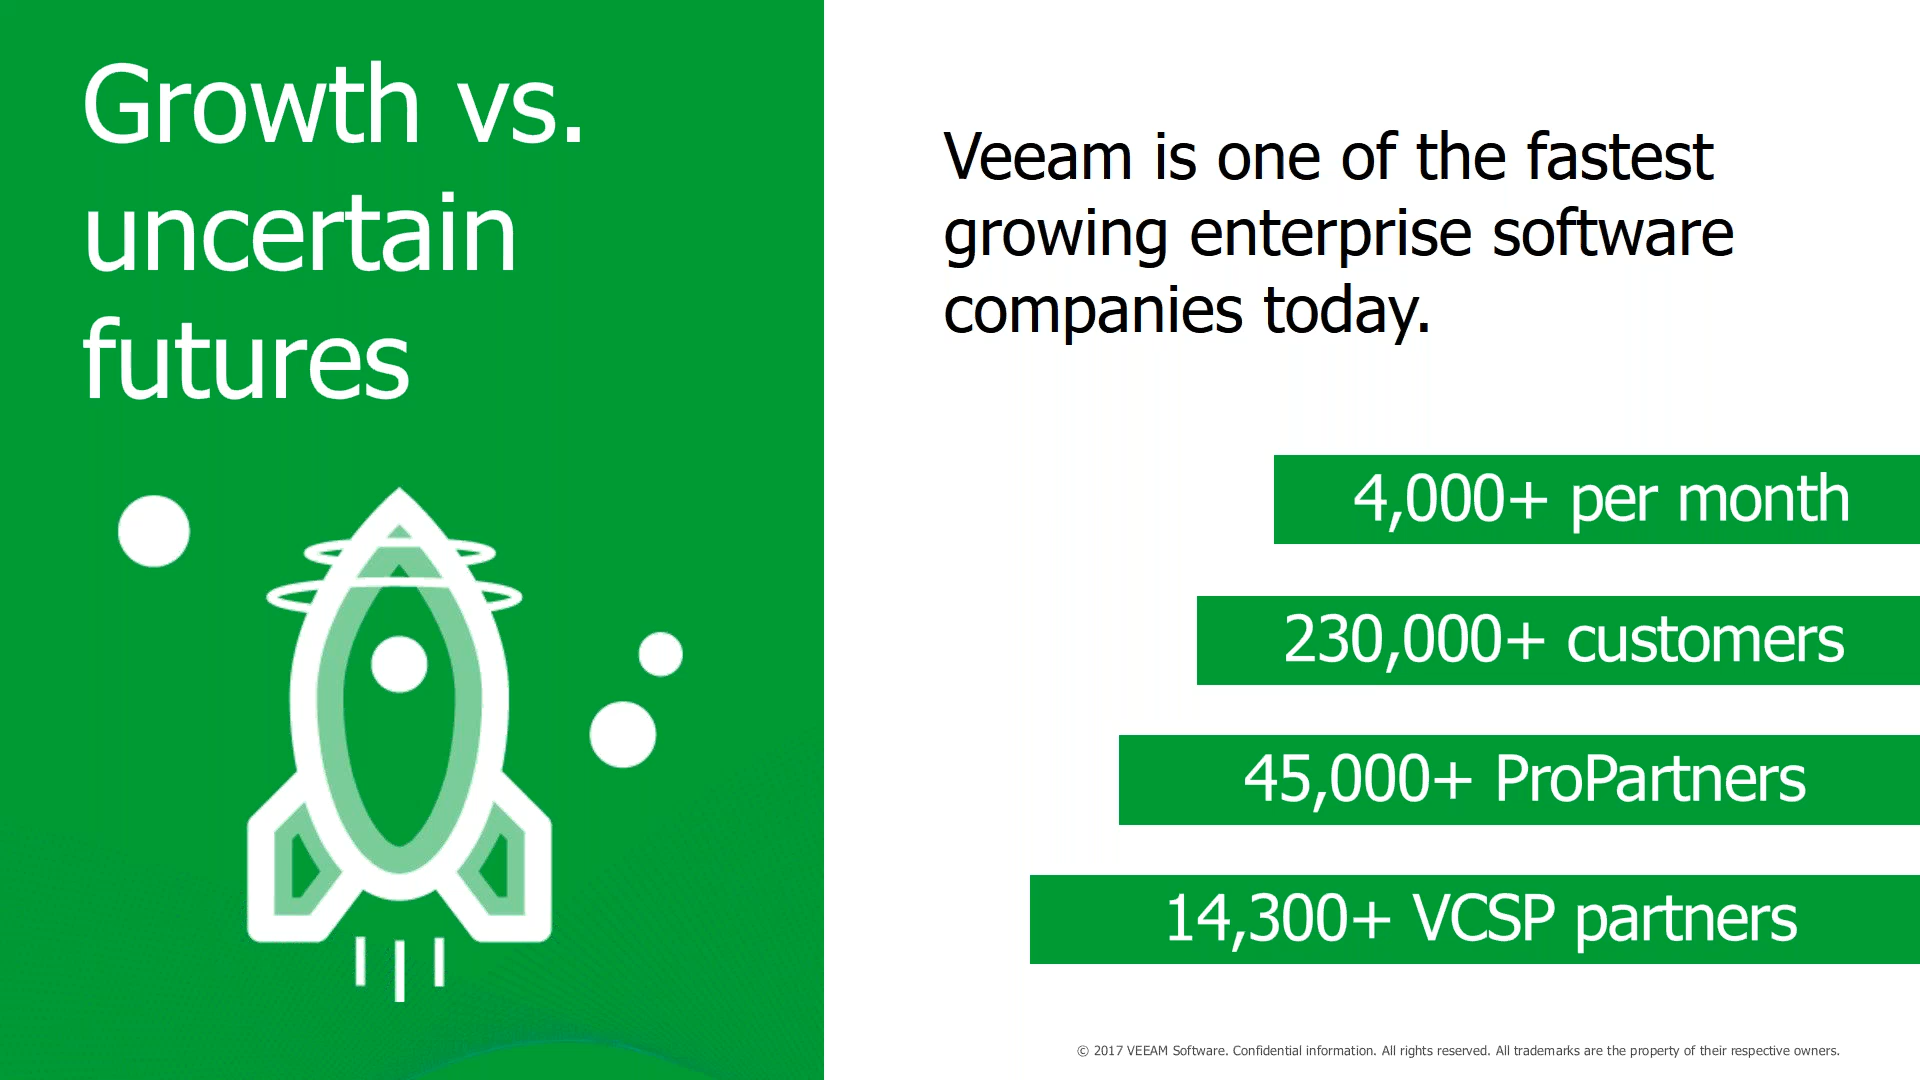 Growth vs.
uncertain
futures
Veeam is one of the fastest
growing enterprise software
companies today.
4,000+ per month
230,000+ customers
45,000+ ProPartners
14,300+ VCSP partners
© 2017 VEEAM Software. Confidential information. All rights reserved. All trademarks are the property of their respective owners.